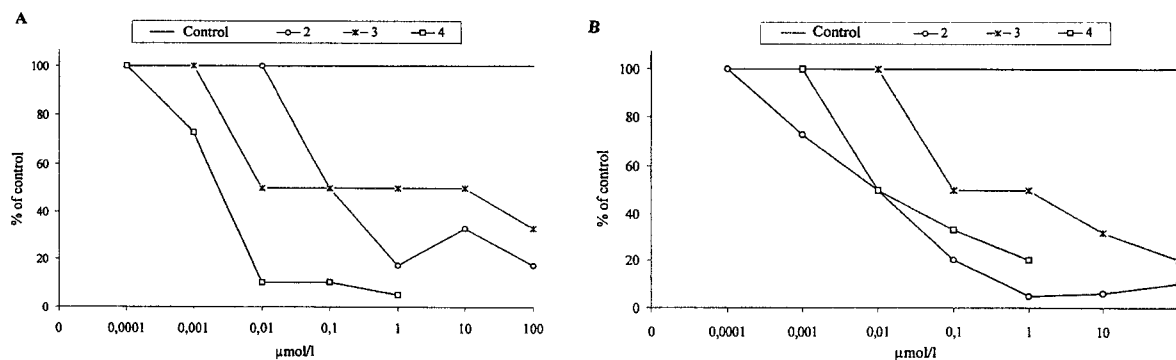 A
Control 2 3 4
100
80
60
40
20
0
% of control
0 0,0001 0,001 0,01 0,1 1 10 100
µmol/l
B
Control 2 3 4
100
80
60
40
20
0
% of control
0 0,0001 0,001 0,01 0,1 1 10
µmol/l